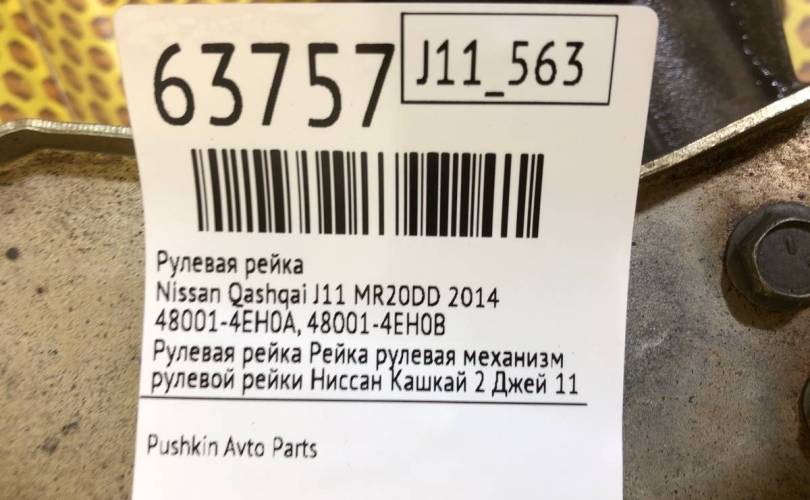 63757
J11_563
Рулевая рейка
Nissan Qashqai J11 MR20DD 2014
48001-4EH0A, 48001-4EH0B
Рулевая рейка Рейка рулевая механизм
рулевой рейки Ниссан Кашкай 2 Джей 11
Pushkin Avto Parts